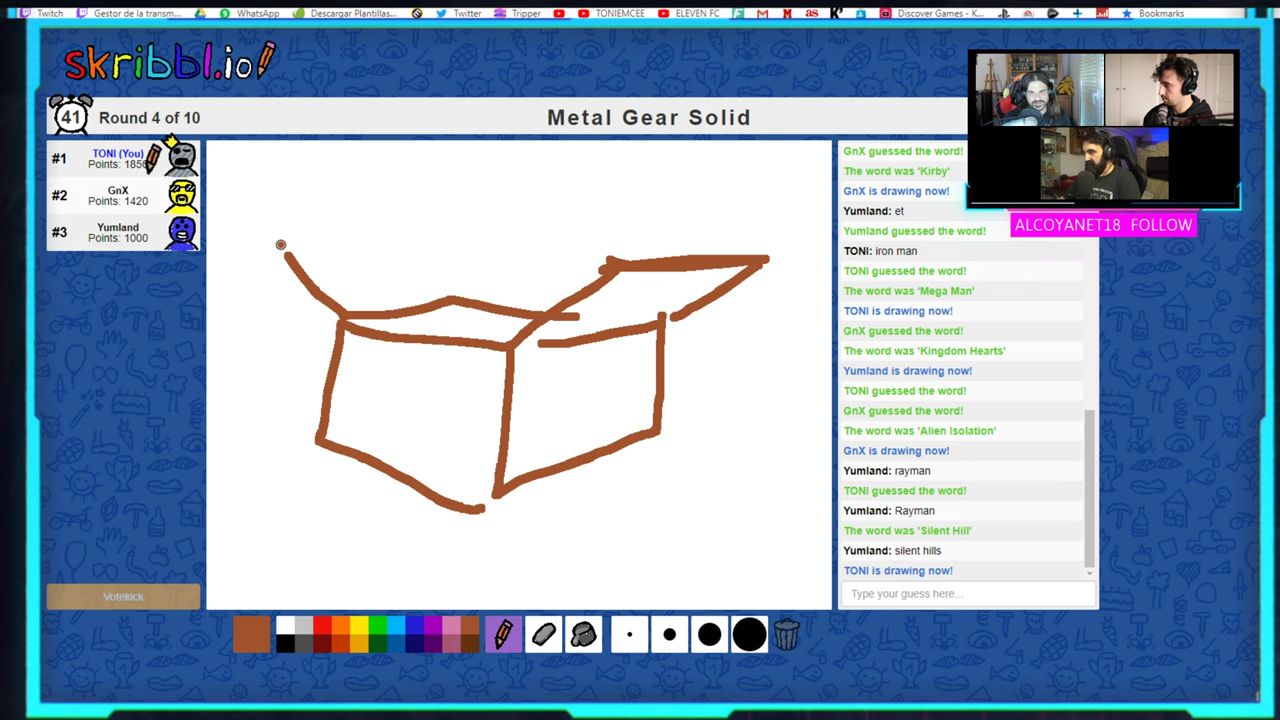 Twitch Gestor de la transm... WhatsApp Descargar Plantillas... Twitter Tripper TONIEMCEE ELEVEN FC Discover Games - K... Bookmarks
skribbl.io
41 Round 4 of 10 Metal Gear Solid
#1 TONI (You)
Points: 1856
#2 GnX
Points: 1420
#3 Yumland
Points: 1000
Votekick
GnX guessed the word!
The word was 'Kirby'
GnX is drawing now!
Yumland: et
Yumland guessed the word!
TONI: iron man
TONI guessed the word!
The word was 'Mega Man'
TONI is drawing now!
GnX guessed the word!
The word was 'Kingdom Hearts'
Yumland is drawing now!
TONI guessed the word!
GnX guessed the word!
The word was 'Alien Isolation'
GnX is drawing now!
Yumland: rayman
TONI guessed the word!
Yumland: Rayman
The word was 'Silent Hill'
Yumland: silent hills
TONI is drawing now!
Type your guess here...
ALCOYANET18 FOLLOW